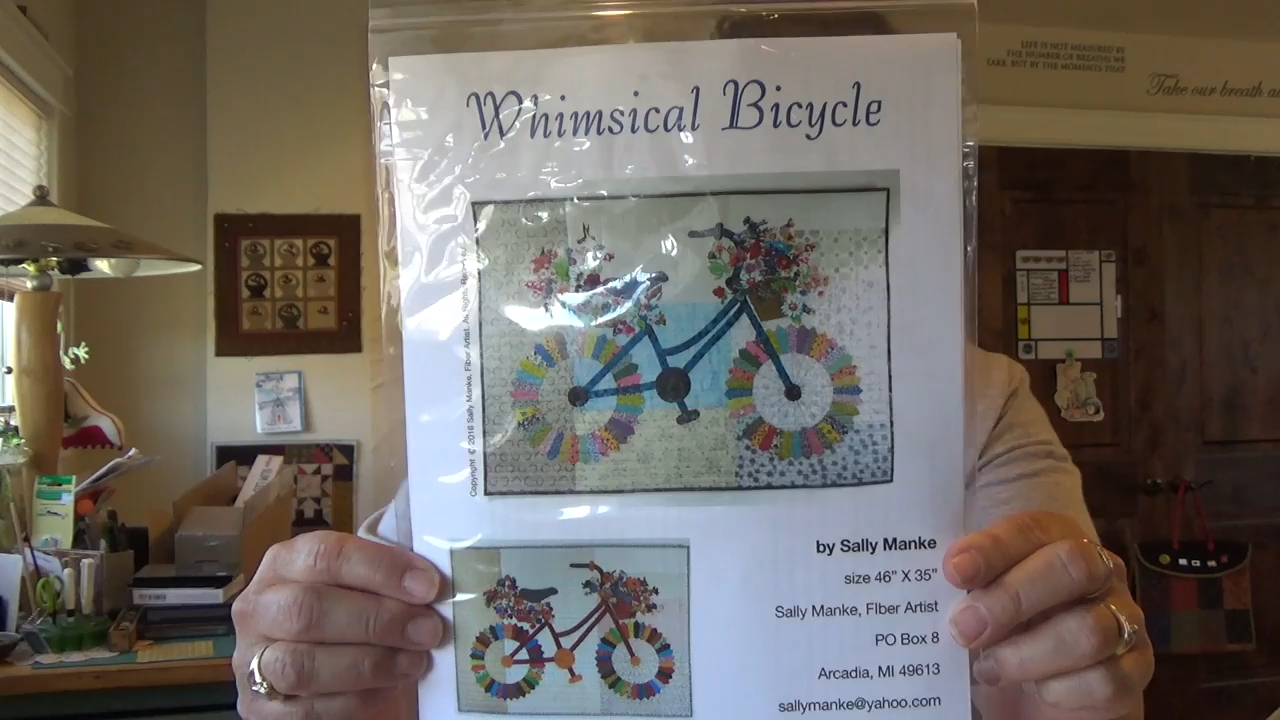 Whimsical Bicycle
LIFE IS NOT MEASURED BY
THE NUMBER OF BREATHS WE
TAKE, BUT BY THE MOMENTS THAT
Take our breath
Copyright © 2016 Sally Manke, Fiber Artist. All Rights
by Sally Manke
size 46" X 35"
Sally Manke, FIber Artist
PO Box 8
Arcadia, MI 49613
sallymanke@yahoo.com